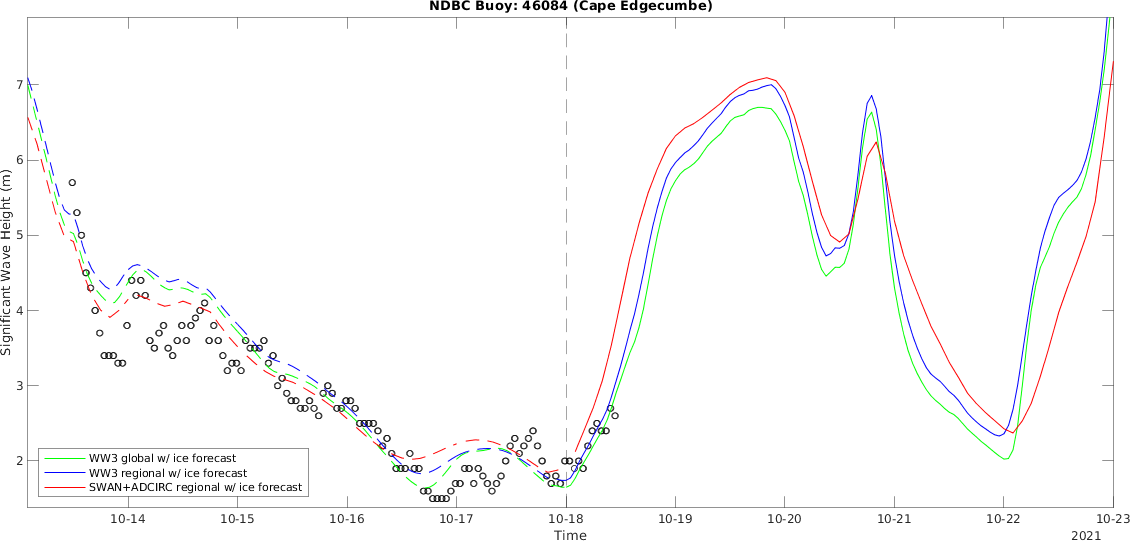 NDBC Buoy: 46084 (Cape Edgecumbe)
Significant Wave Height (m)
7
6
5
4
3
2
WW3 global w/ ice forecast
WW3 regional w/ ice forecast
SWAN+ADCIRC regional w/ ice forecast
10-14 10-15 10-16 10-17 10-18 10-19 10-20 10-21 10-22 10-23
Time
2021